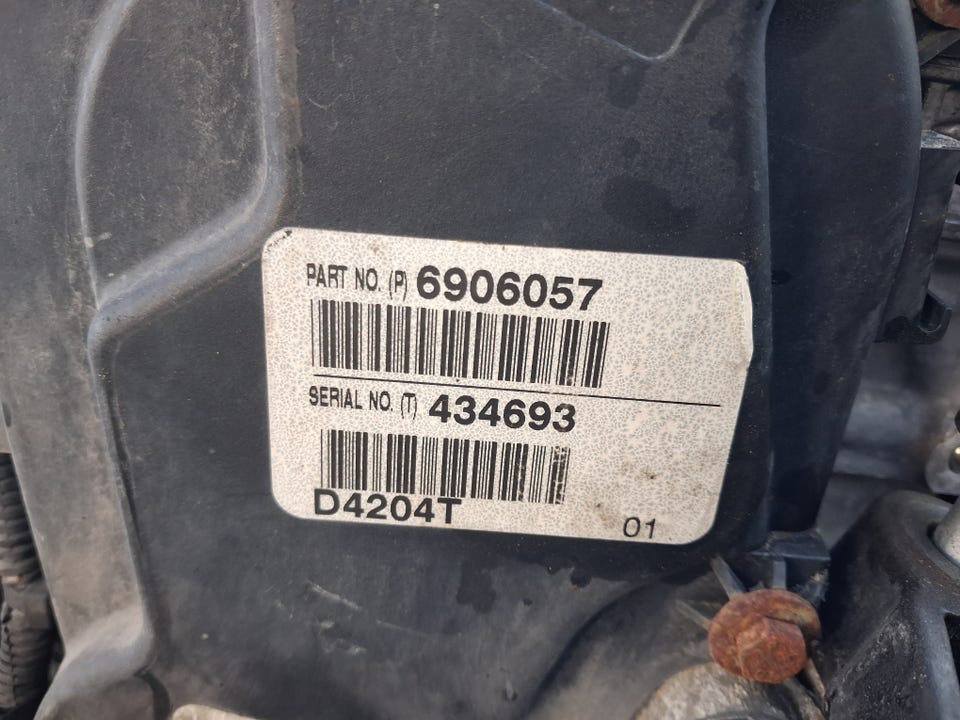 PART NO. (P) 6906057
SERIAL NO. (T) 434693
D4204T
01